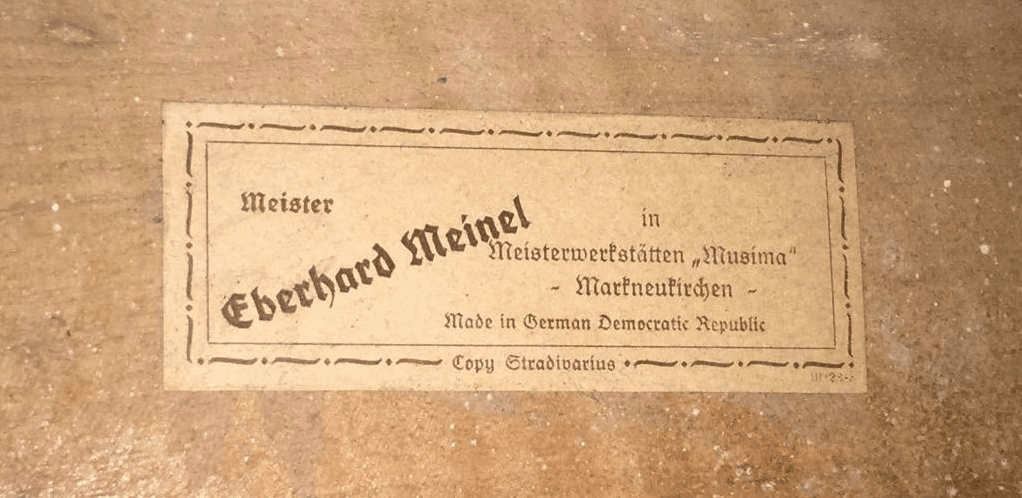 Meister
Eberhard Meinel
in
Meisterwerkstätten „Musima“
- Markneukirchen -
Made in German Democratic Republic
Copy Stradivarius